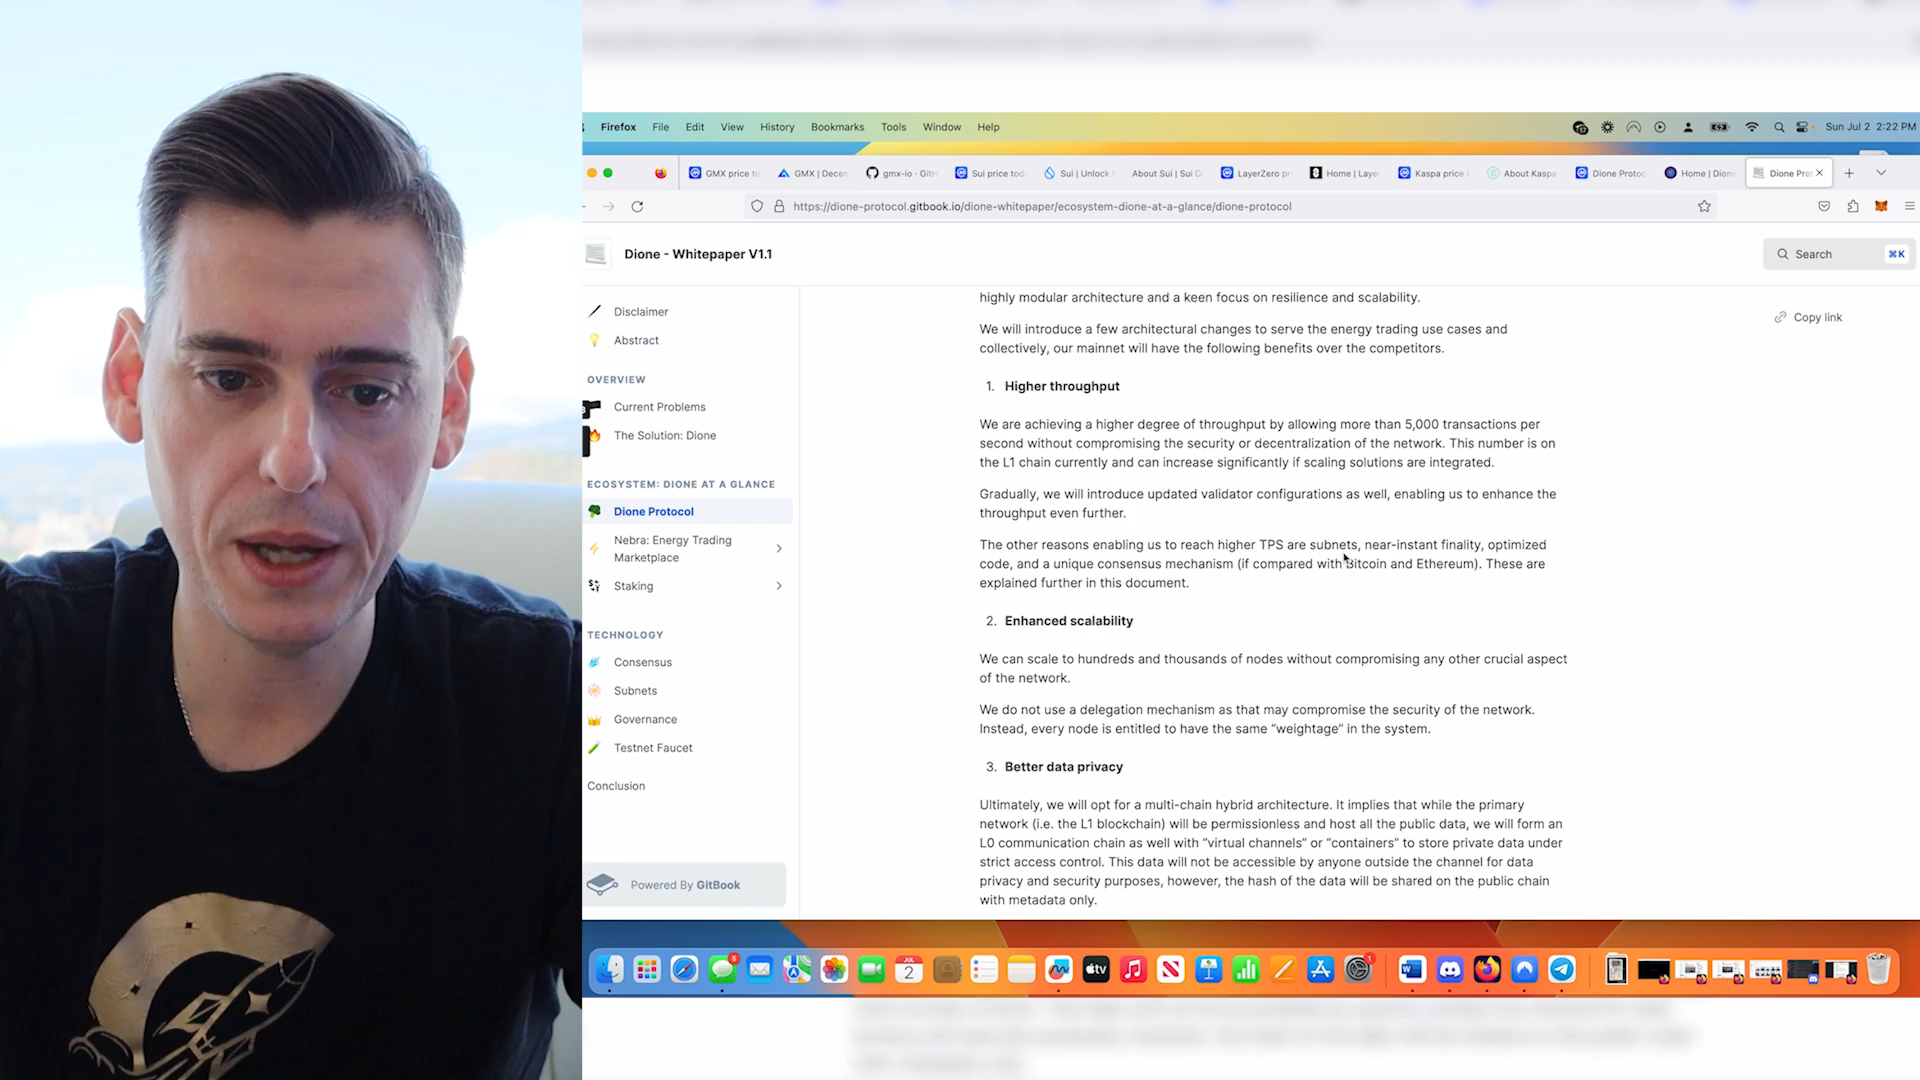 Firefox File Edit View History Bookmarks Tools Window Help
Sun Jul 2 2:22 PM
GMX price to GMX | Decen gmx-io · Git Sui price tod Sui | Unlock About Sui | Sui D LayerZero pr Home | Laye Kaspa price About Kaspa Dione Protoc Home | Dione Dione Prot
https://dione-protocol.gitbook.io/dione-whitepaper/ecosystem-dione-at-a-glance/dione-protocol
Dione - Whitepaper V1.1
Search ⌘K
Disclaimer
Abstract
OVERVIEW
Current Problems
The Solution: Dione
ECOSYSTEM: DIONE AT A GLANCE
Dione Protocol
Nebra: Energy Trading
Marketplace
Staking
TECHNOLOGY
Consensus
Subnets
Governance
Testnet Faucet
Conclusion
Powered By GitBook
highly modular architecture and a keen focus on resilience and scalability.
We will introduce a few architectural changes to serve the energy trading use cases and
collectively, our mainnet will have the following benefits over the competitors.
1. Higher throughput
We are achieving a higher degree of throughput by allowing more than 5,000 transactions per
second without compromising the security or decentralization of the network. This number is on
the L1 chain currently and can increase significantly if scaling solutions are integrated.
Gradually, we will introduce updated validator configurations as well, enabling us to enhance the
throughput even further.
The other reasons enabling us to reach higher TPS are subnets, near-instant finality, optimized
code, and a unique consensus mechanism (if compared with Bitcoin and Ethereum). These are
explained further in this document.
2. Enhanced scalability
We can scale to hundreds and thousands of nodes without compromising any other crucial aspect
of the network.
We do not use a delegation mechanism as that may compromise the security of the network.
Instead, every node is entitled to have the same “weightage” in the system.
3. Better data privacy
Ultimately, we will opt for a multi-chain hybrid architecture. It implies that while the primary
network (i.e. the L1 blockchain) will be permissionless and host all the public data, we will form an
L0 communication chain as well with “virtual channels” or “containers” to store private data under
strict access control. This data will not be accessible by anyone outside the channel for data
privacy and security purposes, however, the hash of the data will be shared on the public chain
with metadata only.
Copy link
JUL
2
tv